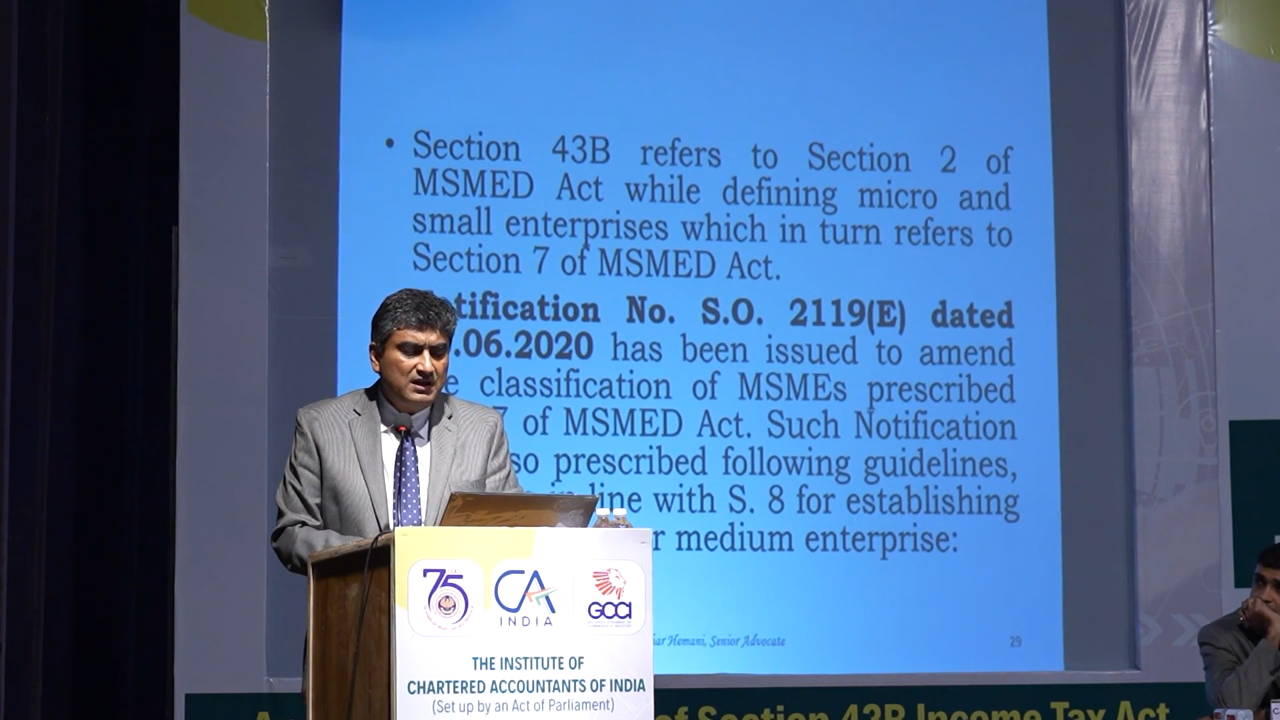 • Section 43B refers to Section 2 of
MSMED Act while defining micro and
small enterprises which in turn refers to
Section 7 of MSMED Act.
tification No. S.O. 2119(E) dated
.06.2020 has been issued to amend
classification of MSMEs prescribed
7 of MSMED Act. Such Notification
so prescribed following guidelines,
in line with S. 8 for establishing
r medium enterprise:
har Hemani, Senior Advocate
29
75
CA
INDIA
GCCI
THE INSTITUTE OF
CHARTERED ACCOUNTANTS OF INDIA
(Set up by an Act of Parliament)
of Section 43B Income Tax Act